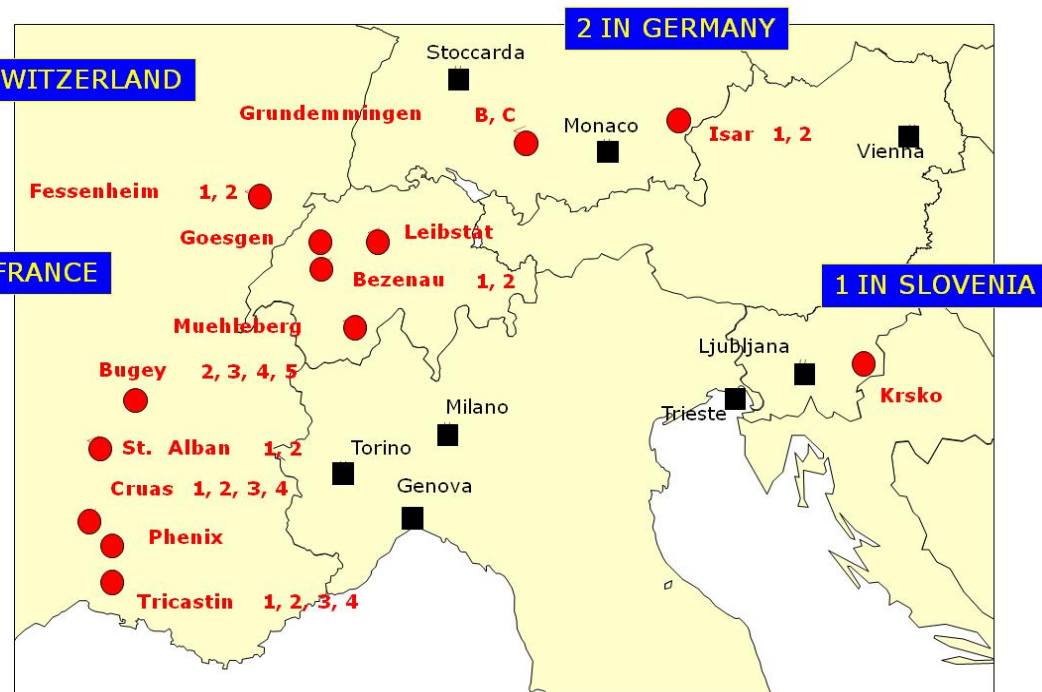 2 IN GERMANY
Stoccarda
WITZERLAND
Grundemmingen B, C
Monaco
Isar 1, 2
Vienna
Fessenheim 1, 2
Goesgen
Leibstat
FRANCE
Bezenau 1, 2
1 IN SLOVENIA
Muehleberg
Ljubljana
Bugey 2, 3, 4, 5
Krsko
Milano
Trieste
St. Alban 1, 2
Torino
Cruas 1, 2, 3, 4
Genova
Phenix
Tricastin 1, 2, 3, 4